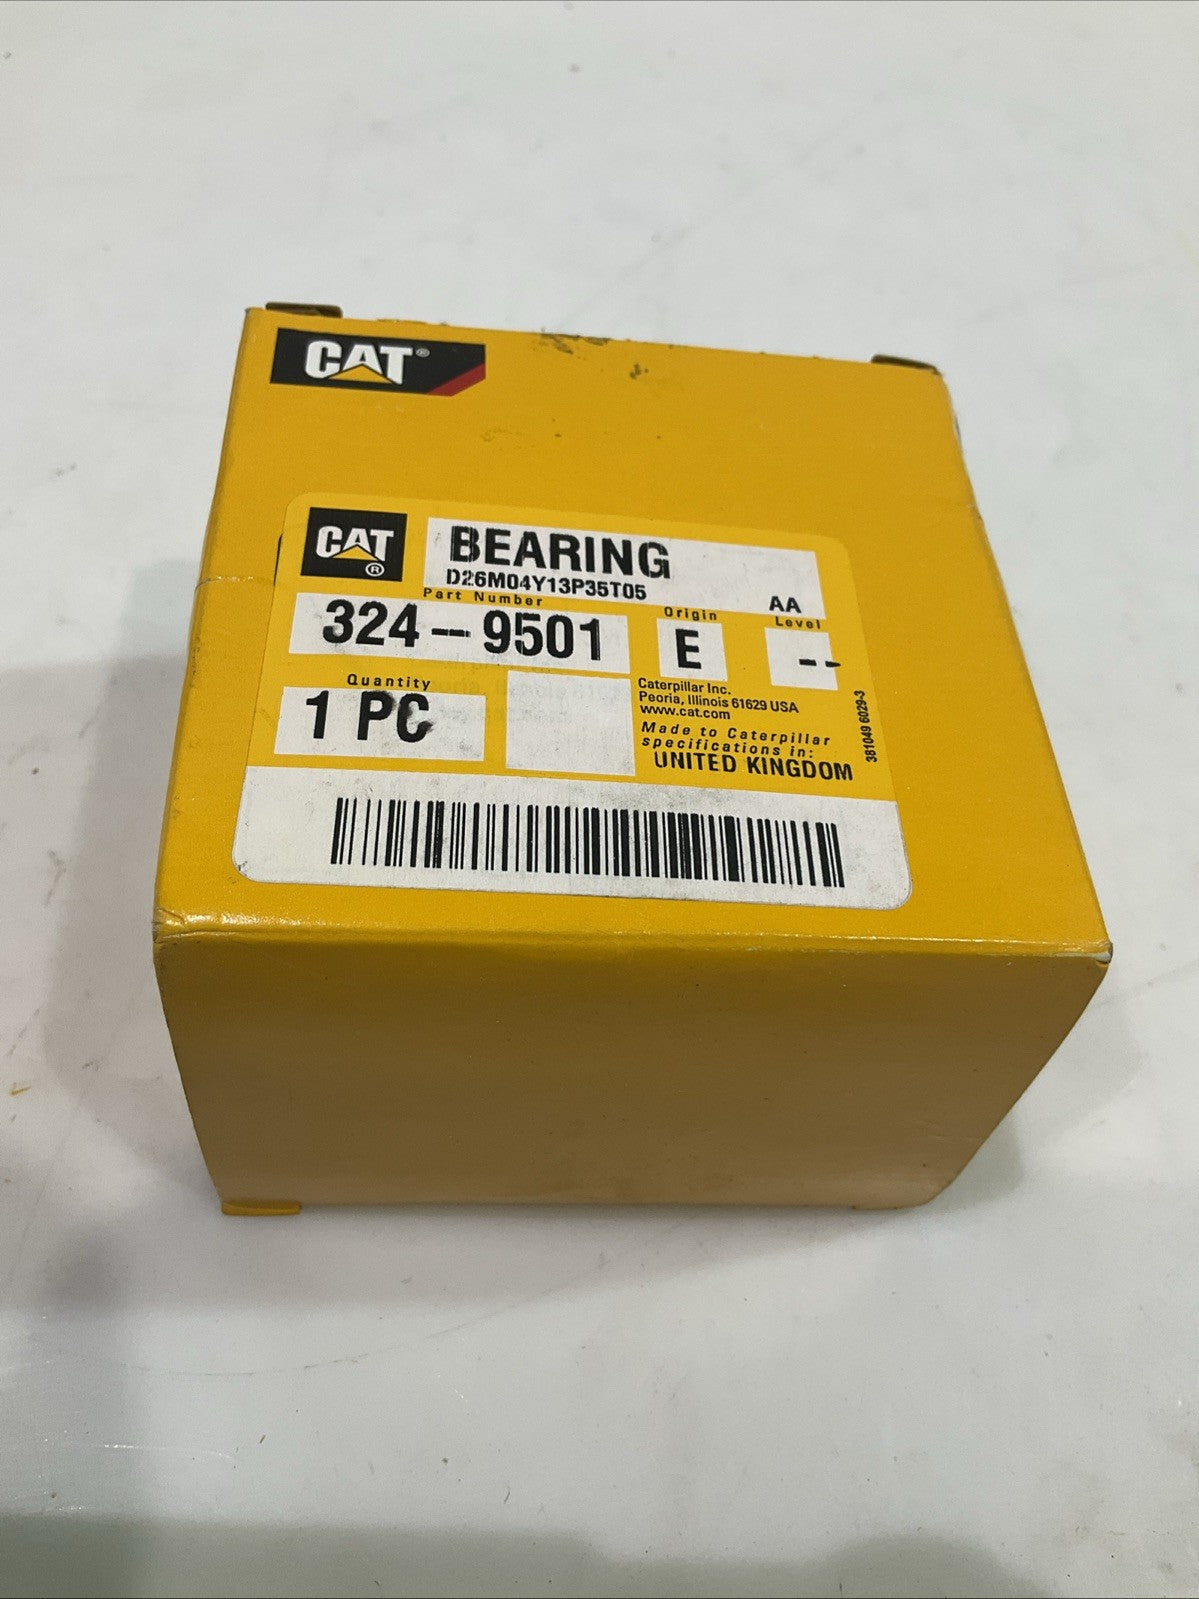 CAT®
CAT®
BEARING
D26M04Y13P35T05
AA
Part Number
Origin
Level
324--9501
E
--
Quantity
1 PC
Caterpillar Inc.
Peoria, Illinois 61629 USA
www.cat.com
Made to Caterpillar
specifications in:
UNITED KINGDOM
381049 6029-3